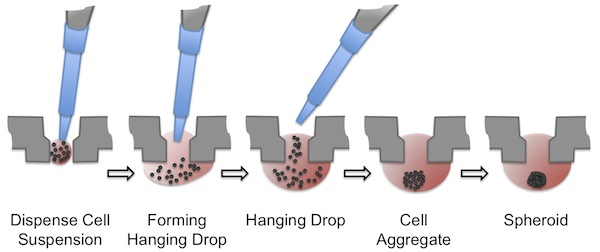 Dispense Cell
Suspension
Forming
Hanging Drop
Hanging Drop
Cell
Aggregate
Spheroid